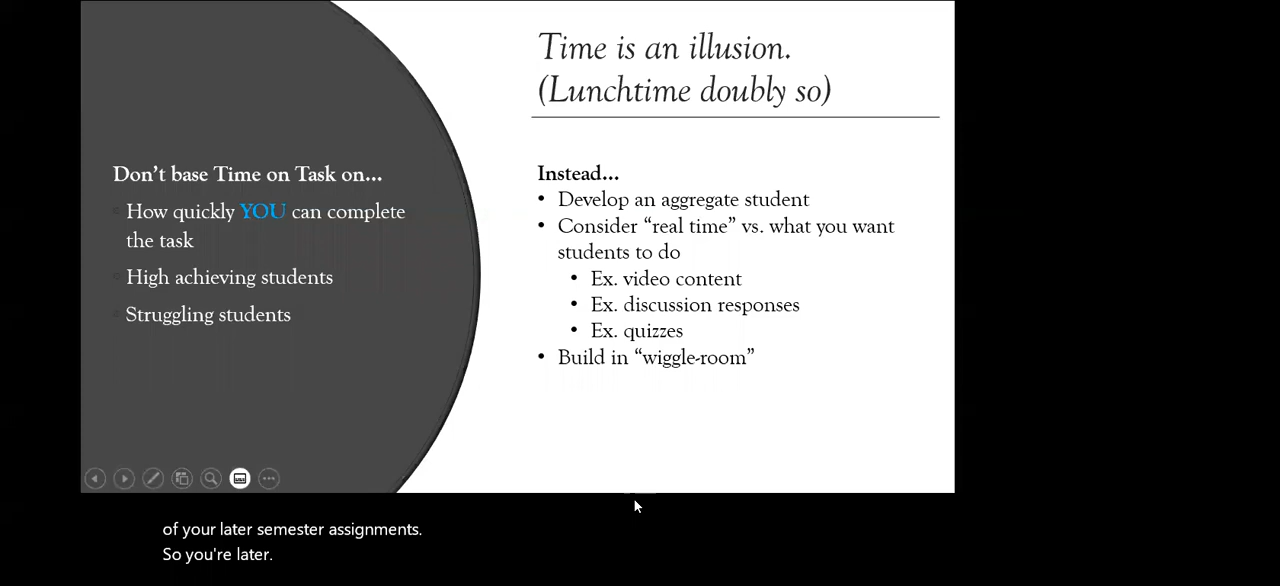 Time is an illusion.
(Lunchtime doubly so)
Don't base Time on Task on...
How quickly YOU can complete
the task
High achieving students
Struggling students
Instead...
• Develop an aggregate student
• Consider “real time” vs. what you want
students to do
• Ex. video content
• Ex. discussion responses
• Ex. quizzes
• Build in “wiggle-room”
of your later semester assignments.
So you're later.